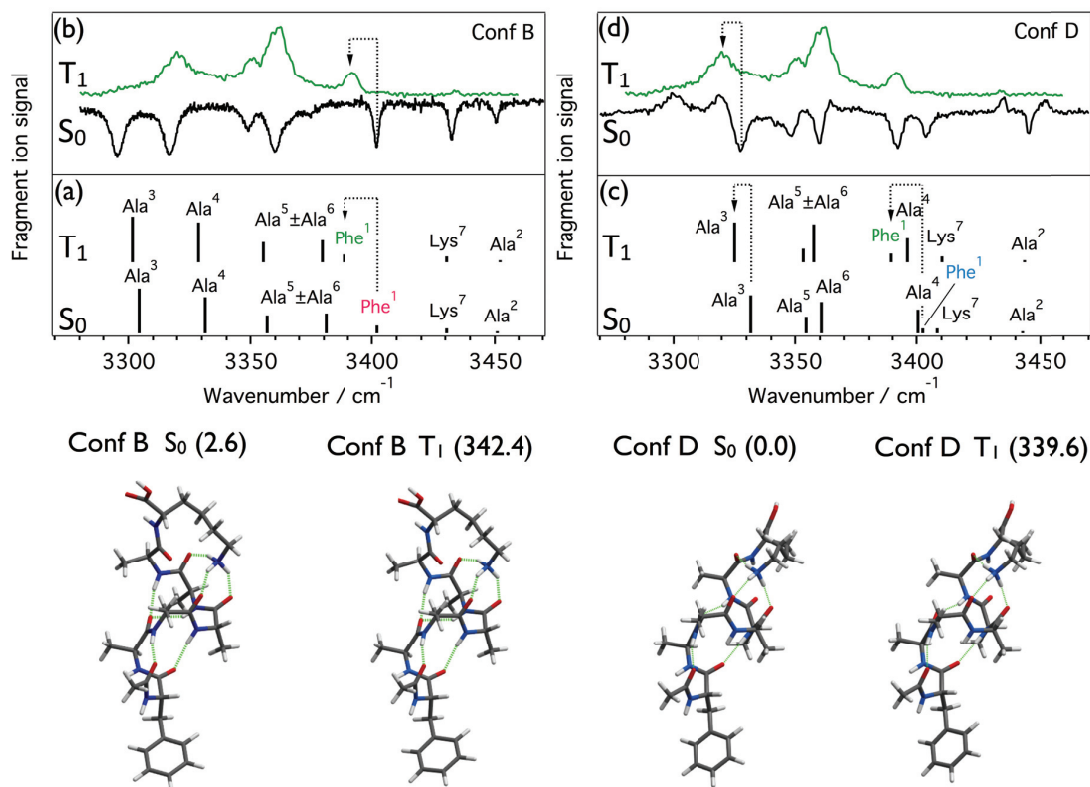 (b) Conf B
T₁
S₀
Fragment ion signal
(a)
Ala³ Ala⁴ Ala⁵±Ala⁶ Phe¹ Lys⁷ Ala²
T₁
Ala³ Ala⁴ Ala⁵±Ala⁶ Phe¹ Lys⁷ Ala²
S₀
3300 3350 3400 3450
Wavenumber / cm⁻¹
(d) Conf D
T₁
S₀
Fragment ion signal
(c)
Ala³ Ala⁵±Ala⁶ Phe¹ Ala⁴ Lys⁷ Ala²
T₁
Phe¹
Ala³ Ala⁵ Ala⁶ Ala⁴ Lys⁷ Ala²
S₀
3300 3350 3400 3450
Wavenumber / cm⁻¹
Conf B S₀ (2.6)
Conf B T₁ (342.4)
Conf D S₀ (0.0)
Conf D T₁ (339.6)